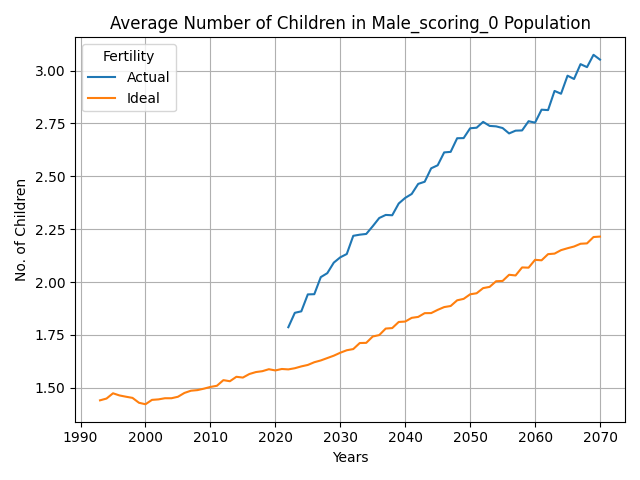 Average Number of Children in Male_scoring_0 Population
Fertility
Actual
Ideal
No. of Children
3.00
2.75
2.50
2.25
2.00
1.75
1.50
1990 2000 2010 2020 2030 2040 2050 2060 2070
Years